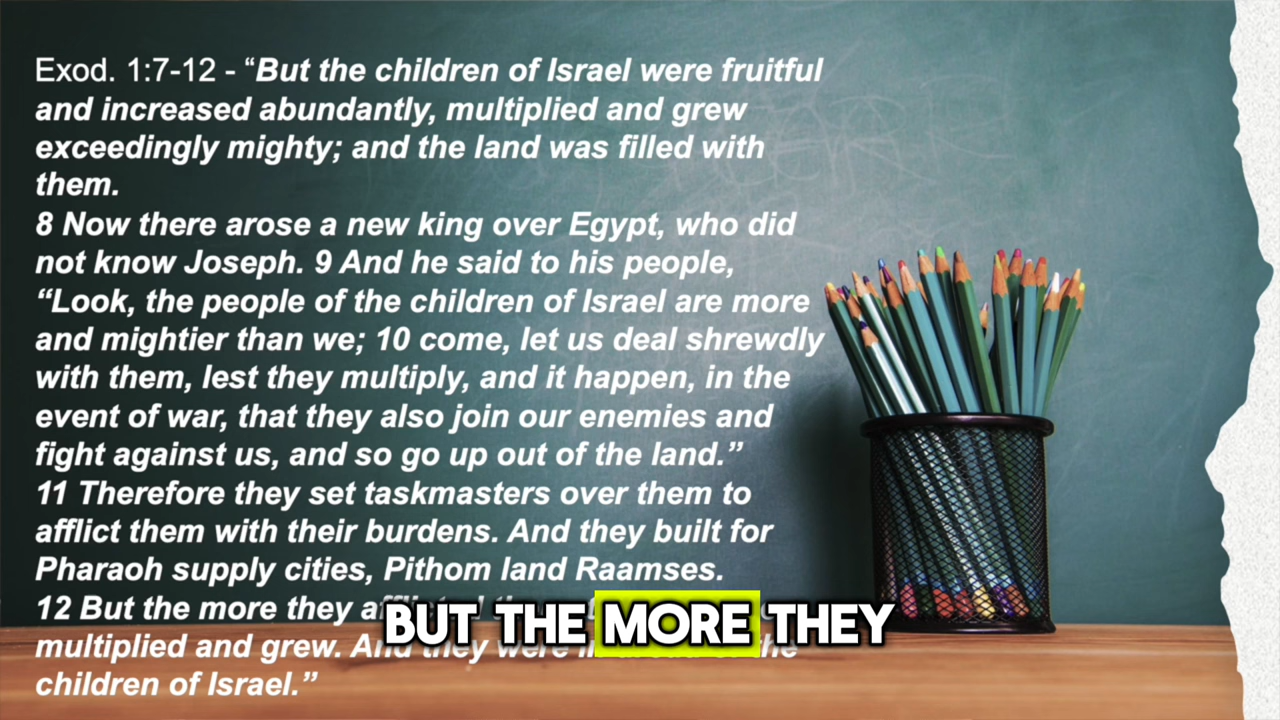 Exod. 1:7-12 - “But the children of Israel were fruitful
and increased abundantly, multiplied and grew
exceedingly mighty; and the land was filled with
them.
8 Now there arose a new king over Egypt, who did
not know Joseph. 9 And he said to his people,
“Look, the people of the children of Israel are more
and mightier than we; 10 come, let us deal shrewdly
with them, lest they multiply, and it happen, in the
event of war, that they also join our enemies and
fight against us, and so go up out of the land.”
11 Therefore they set taskmasters over them to
afflict them with their burdens. And they built for
Pharaoh supply cities, Pithom land Raamses.
12 But the more they
BUT THE MORE THEY
multiplied and grew. And they were the
children of Israel.”